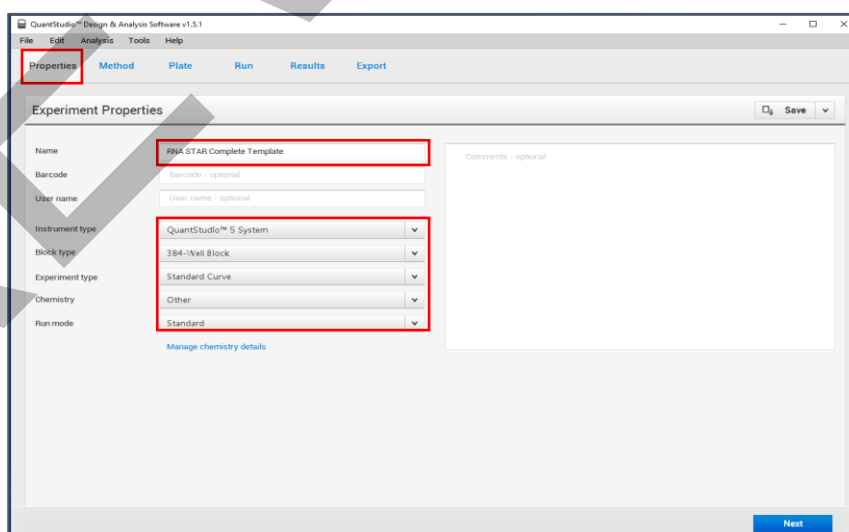 QuantStudio™ Design & Analysis Software v1.5.1
File Edit Analysis Tools Help
Properties Method Plate Run Results Export
Experiment Properties
Save
Name RNA STAR Complete Template
Barcode Barcode - optional
User name User name - optional
Comments - optional
Instrument type QuantStudio™ 5 System
Block type 384-Well Block
Experiment type Standard Curve
Chemistry Other
Run mode Standard
Manage chemistry details
Next